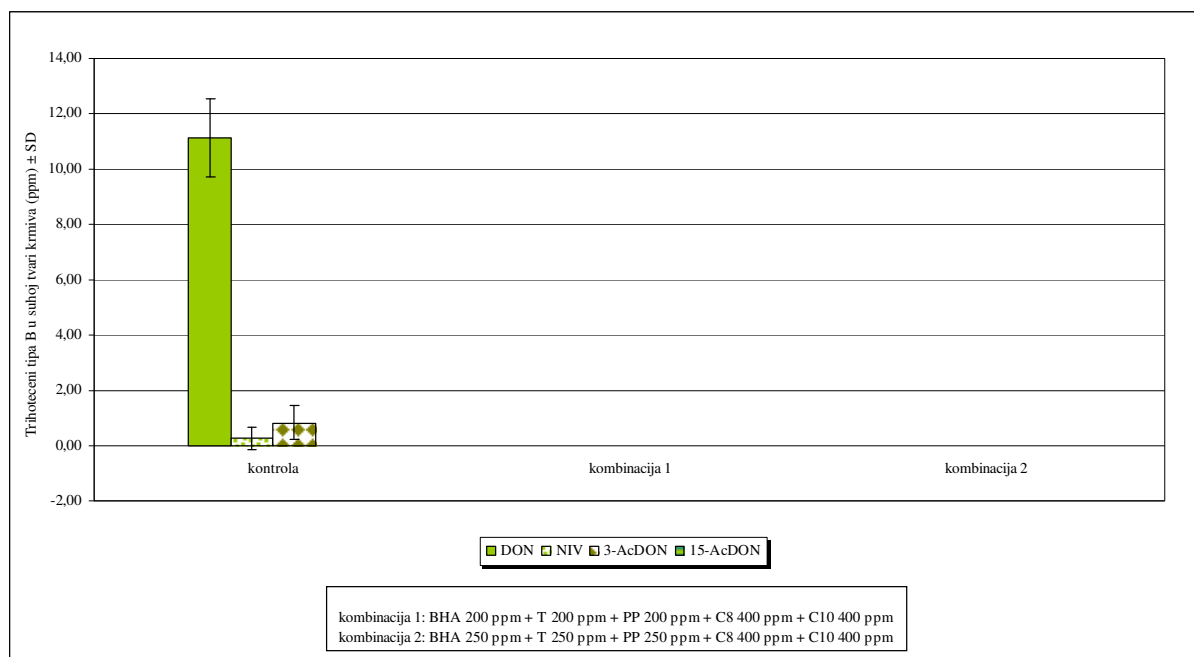 Trihoteceni tipa B u suhoj tvari krmiva (ppm) ± SD
14,00
12,00
10,00
8,00
6,00
4,00
2,00
0,00
-2,00
kontrola kombinacija 1 kombinacija 2
DON NIV 3-AcDON 15-AcDON
kombinacija 1: BHA 200 ppm + T 200 ppm + PP 200 ppm + C8 400 ppm + C10 400 ppm
kombinacija 2: BHA 250 ppm + T 250 ppm + PP 250 ppm + C8 400 ppm + C10 400 ppm